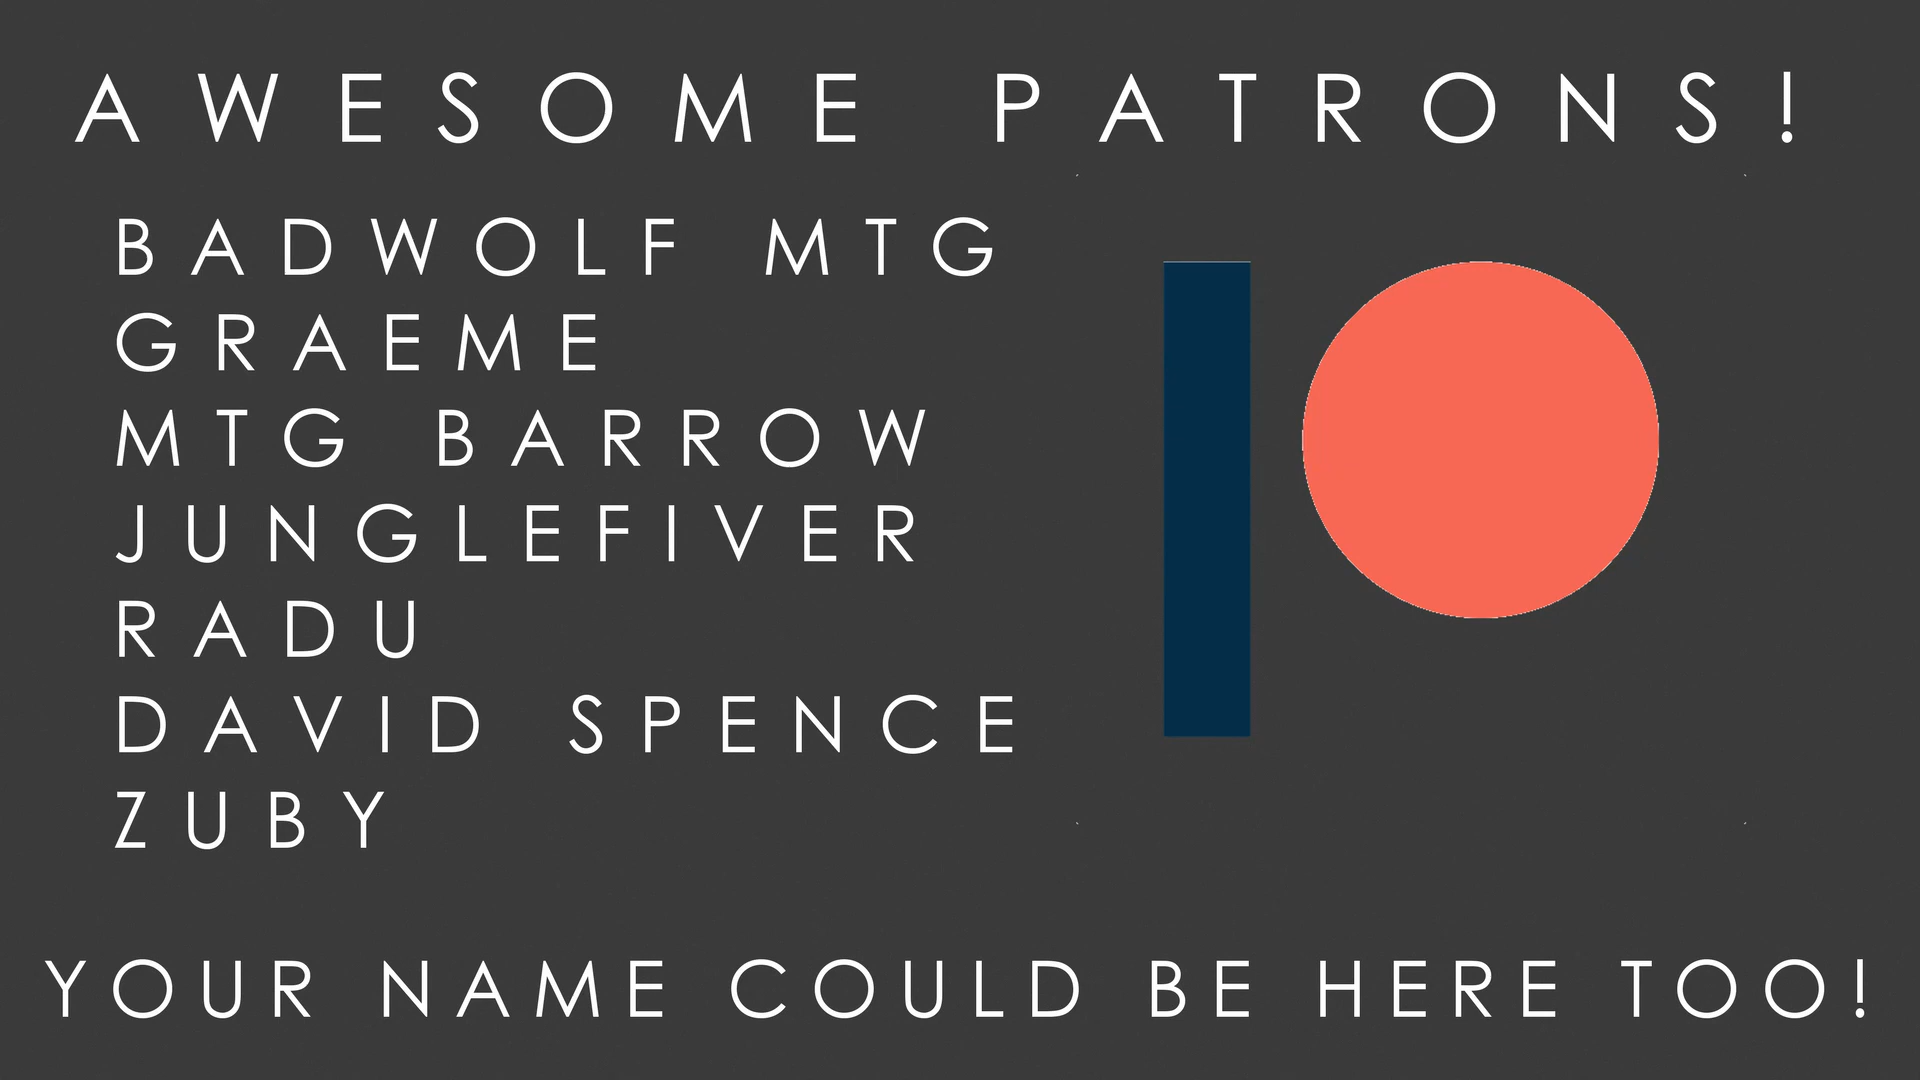 AWESOME PATRONS!
BADWOLF MTG
GRAEME
MTG BARROW
JUNGLEFIVER
RADU
DAVID SPENCE
ZUBY
YOUR NAME COULD BE HERE TOO!